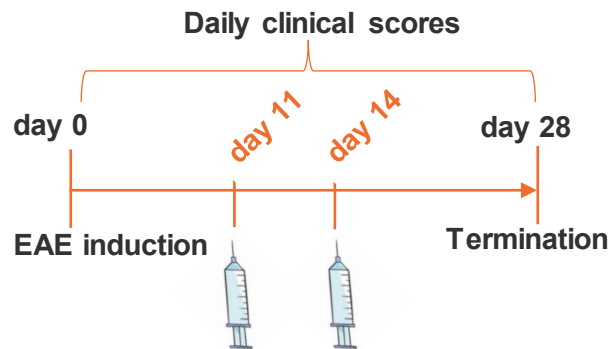 Daily clinical scores
day 0
day 11
day 14
day 28
EAE induction
Termination